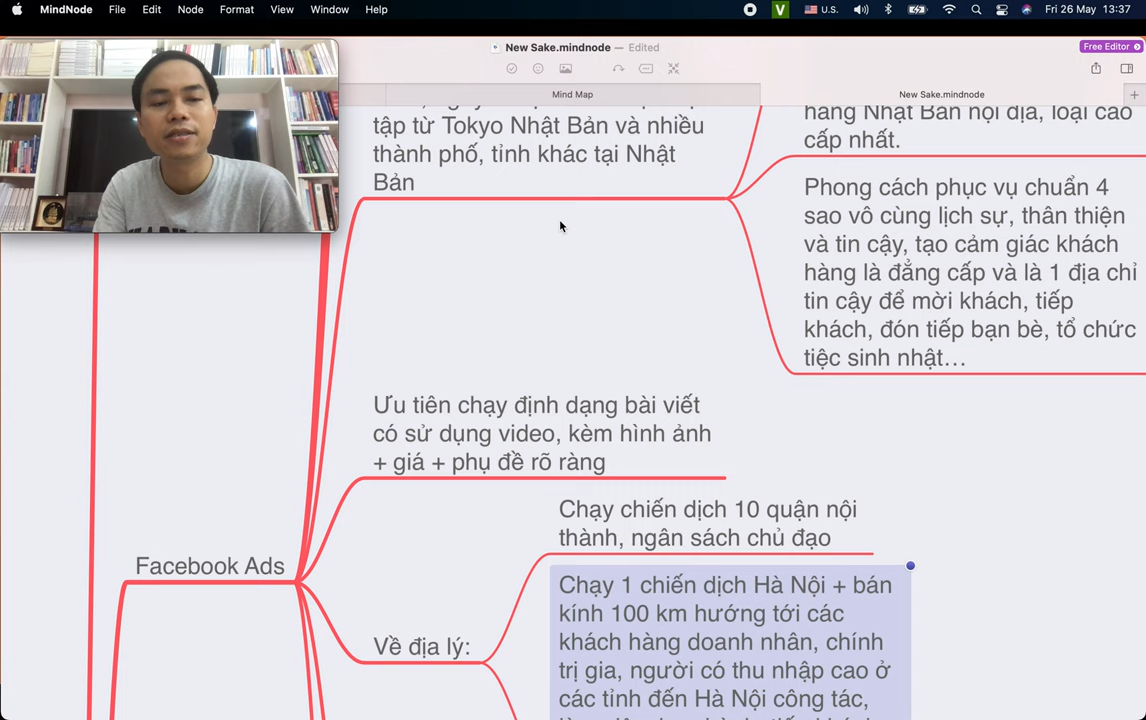 MindNode File Edit Node Format View Window Help
V U.S. Fri 26 May 13:37
New Sake.mindnode — Edited
Free Editor
Mind Map
New Sake.mindnode
tập từ Tokyo Nhật Bản và nhiều
thành phố, tỉnh khác tại Nhật
Bản
hàng Nhật Bản nội địa, loại cao
cấp nhất.
Phong cách phục vụ chuẩn 4
sao vô cùng lịch sự, thân thiện
và tin cậy, tạo cảm giác khách
hàng là đẳng cấp và là 1 địa chỉ
tin cậy để mời khách, tiếp
khách, đón tiếp bạn bè, tổ chức
tiệc sinh nhật…
Ưu tiên chạy định dạng bài viết
có sử dụng video, kèm hình ảnh
+ giá + phụ đề rõ ràng
Chạy chiến dịch 10 quận nội
thành, ngân sách chủ đạo
Facebook Ads
Chạy 1 chiến dịch Hà Nội + bán
kính 100 km hướng tới các
khách hàng doanh nhân, chính
trị gia, người có thu nhập cao ở
các tỉnh đến Hà Nội công tác,
Về địa lý: